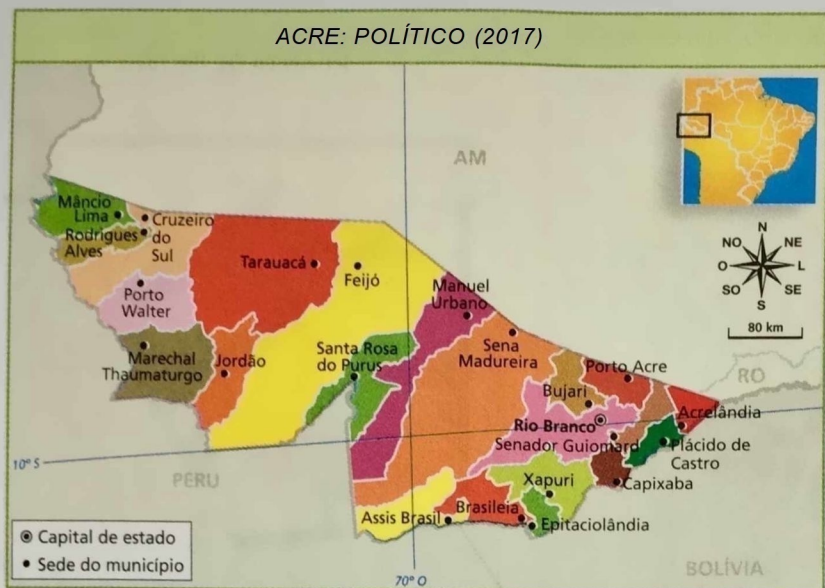 ACRE: POLÍTICO (2017)
AM
Mâncio
Lima
Cruzeiro
do
Sul
Rodrigues
Alves
Tarauacá
Feijó
Porto
Walter
Manuel
Urbano
N
NO
NE
O
L
SO
SE
S
80 km
Marechal
Thaumaturgo
Jordão
Santa Rosa
do Purus
Sena
Madureira
Porto Acre
RO
Bujari
Acrelândia
Rio Branco
Senador Guiomard
Plácido de
Castro
10° S
PERU
Xapuri
Capixaba
Assis Brasil
Brasileia
Epitaciolândia
Capital de estado
Sede do município
70° O
BOLÍVIA